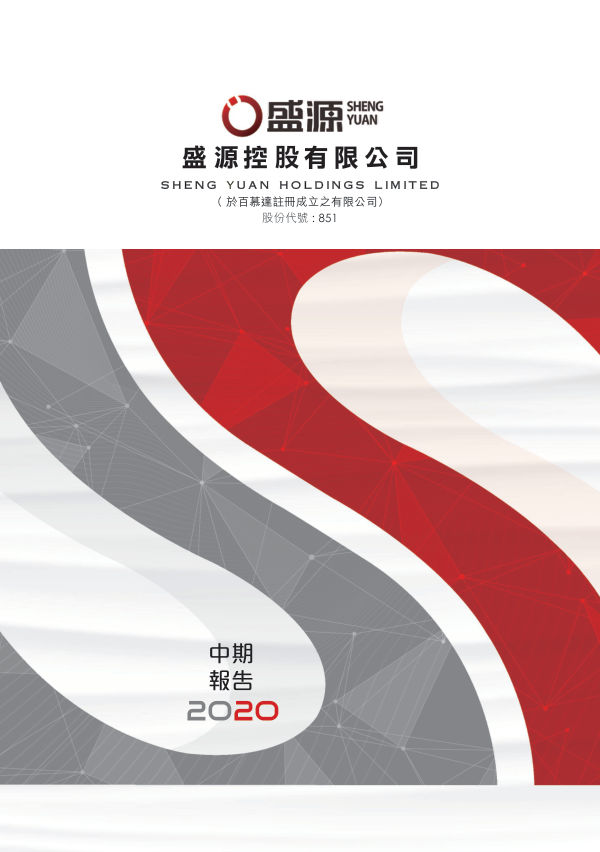 盛源 SHENG
YUAN
盛源控股有限公司
SHENG YUAN HOLDINGS LIMITED
（於百慕達註冊成立之有限公司）
股份代號 : 851
中期
報告
2020